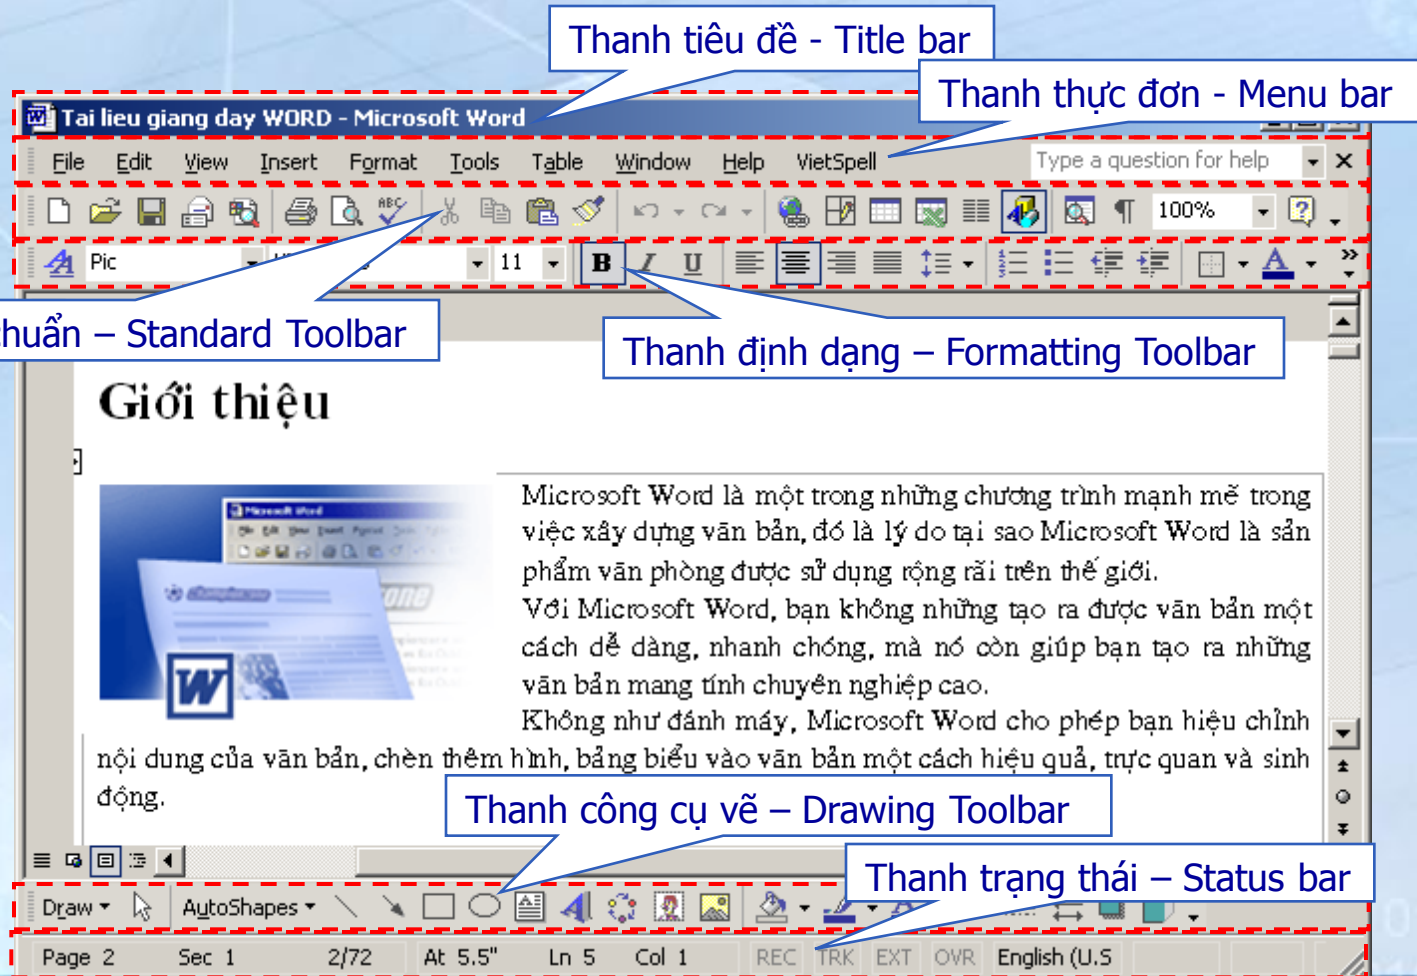 Thanh tiêu đề - Title bar
Thanh thực đơn - Menu bar
Tai lieu giang day WORD - Microsoft Word
File Edit View Insert Format Tools Table Window Help VietSpell Type a question for help
100%
Pic 11 B I U
chuẩn – Standard Toolbar
Thanh định dạng – Formatting Toolbar
Giới thiệu
Microsoft Word là một trong những chương trình mạnh mẽ trong
việc xây dựng văn bản, đó là lý do tại sao Microsoft Word là sản
phẩm văn phòng được sử dụng rộng rãi trên thế giới.
Với Microsoft Word, bạn không những tạo ra được văn bản một
cách dễ dàng, nhanh chóng, mà nó còn giúp bạn tạo ra những
văn bản mang tính chuyên nghiệp cao.
Không như đánh máy, Microsoft Word cho phép bạn hiệu chỉnh
nội dung của văn bản, chèn thêm hình, bảng biểu vào văn bản một cách hiệu quả, trực quan và sinh
động.
Thanh công cụ vẽ – Drawing Toolbar
Thanh trạng thái – Status bar
Draw AutoShapes
Page 2 Sec 1 2/72 At 5.5" Ln 5 Col 1 REC TRK EXT OVR English (U.S